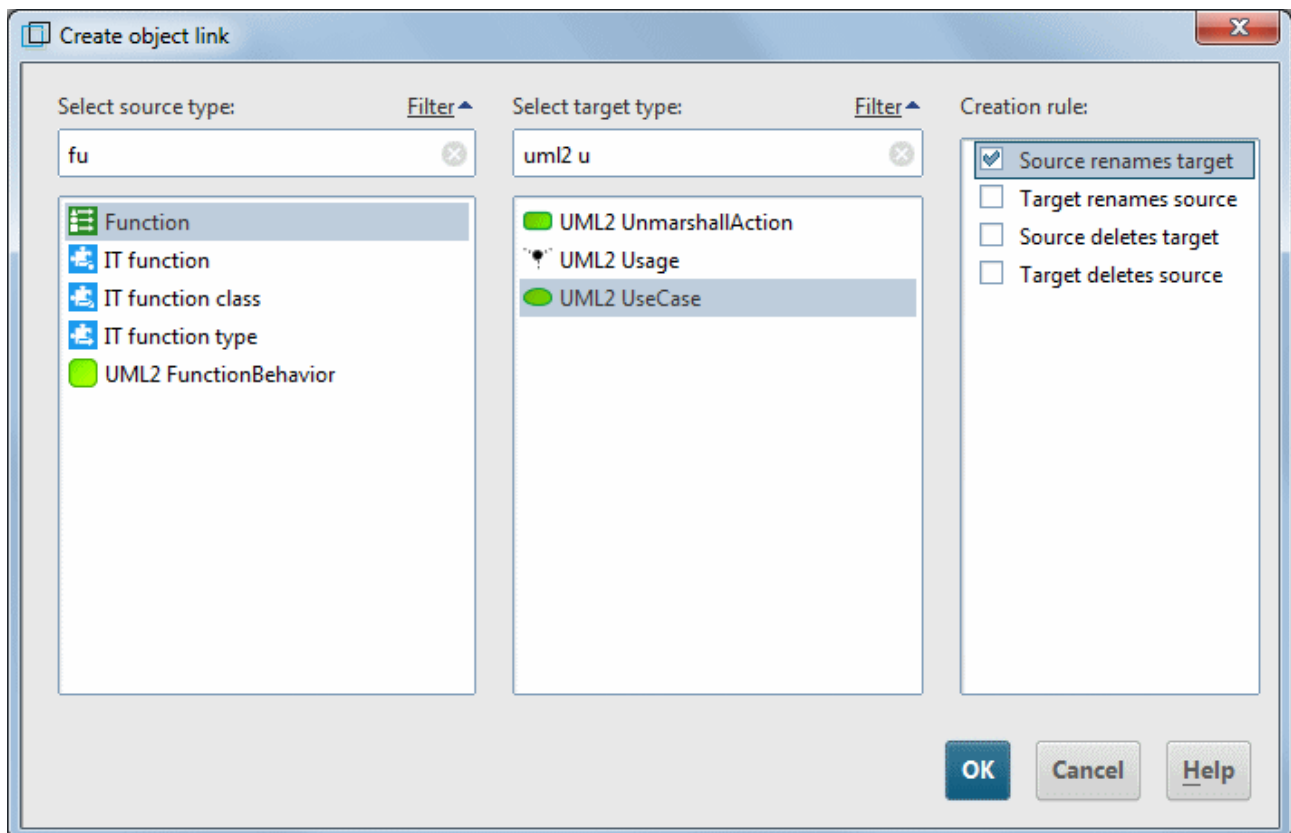 Create object link
Select source type:
Filter
fu
Function
IT function
IT function class
IT function type
UML2 FunctionBehavior
Select target type:
Filter
uml2 u
UML2 UnmarshallAction
UML2 Usage
UML2 UseCase
Creation rule:
Source renames target
Target renames source
Source deletes target
Target deletes source
OK
Cancel
Help